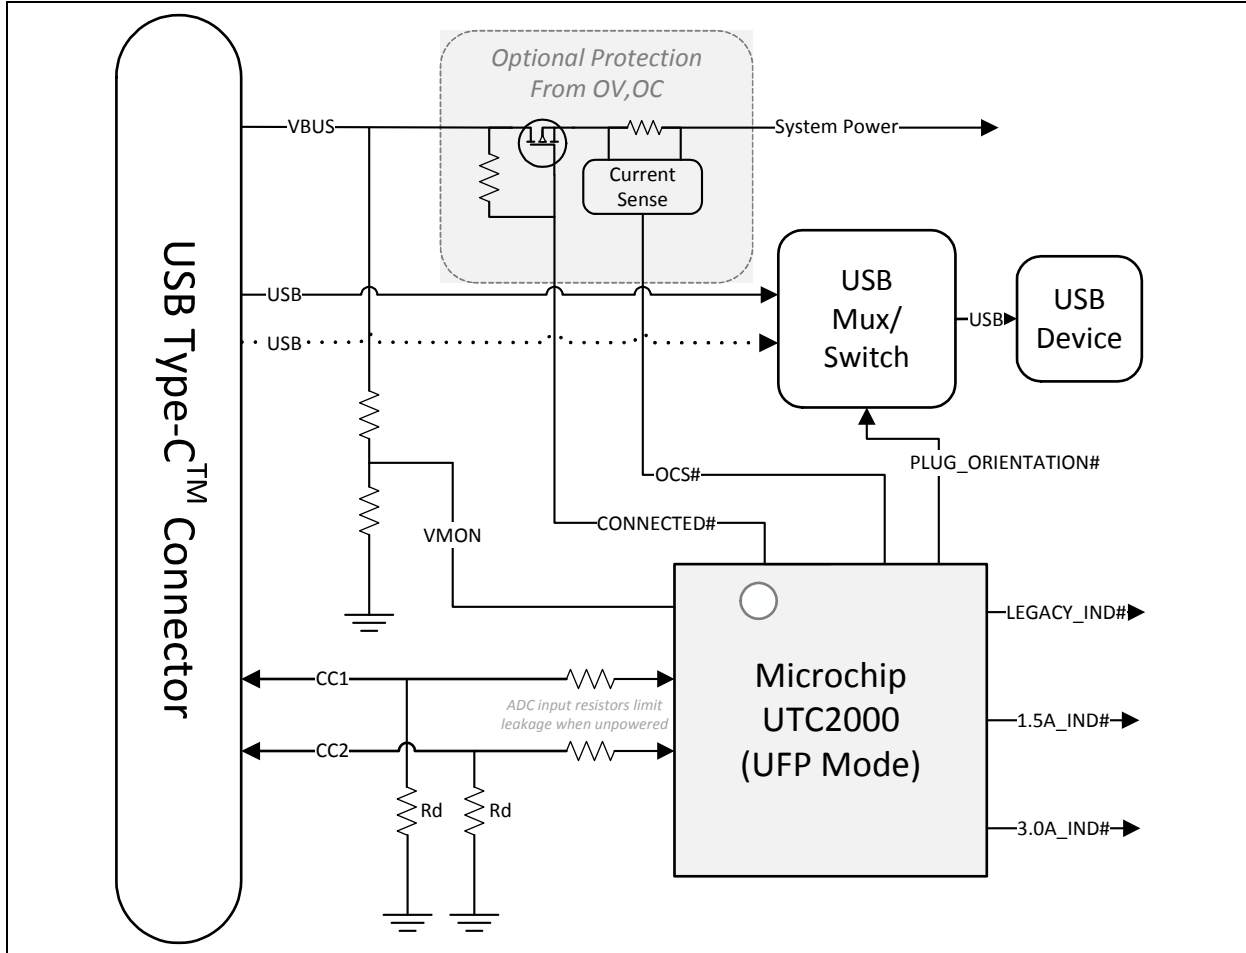 Optional Protection
From OV,OC
VBUS
System Power
Current
Sense
USB Type-C™ Connector
USB
USB
USB
Mux/
Switch
USB
USB
Device
PLUG_ORIENTATION#
OCS#
CONNECTED#
VMON
LEGACY_IND#
CC1
ADC input resistors limit
leakage when unpowered
Microchip
UTC2000
(UFP Mode)
1.5A_IND#
CC2
Rd
Rd
3.0A_IND#